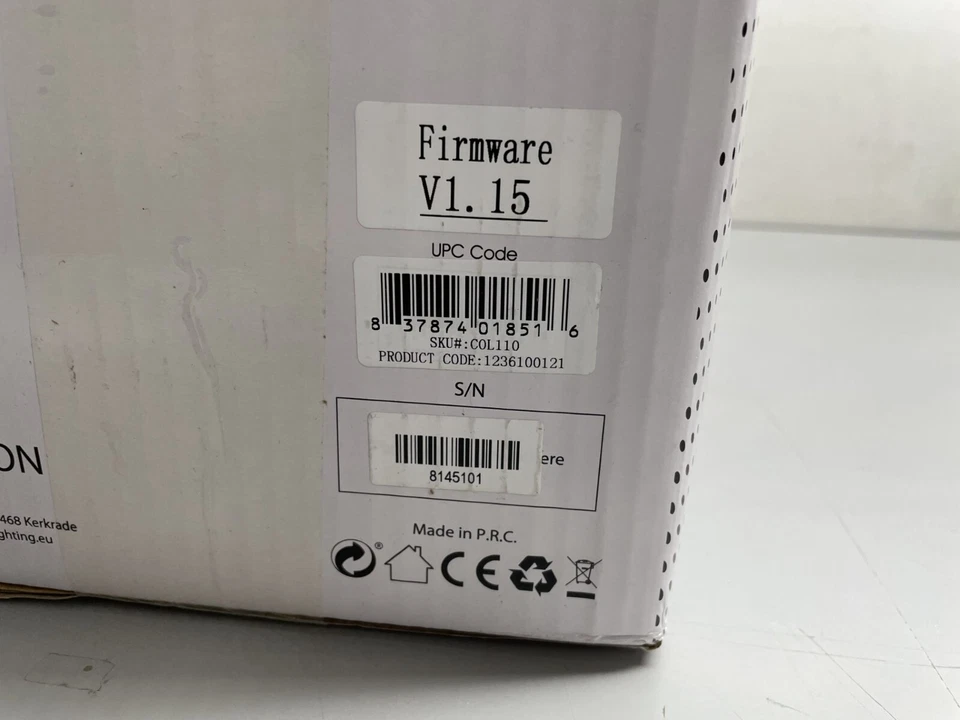 Firmware
V1.15
UPC Code
8 37874 01851 6
SKU#:COL110
PRODUCT CODE:1236100121
S/N
ere
8145101
ON
468 Kerkrade
ghting.eu
Made in P.R.C.
®
CE